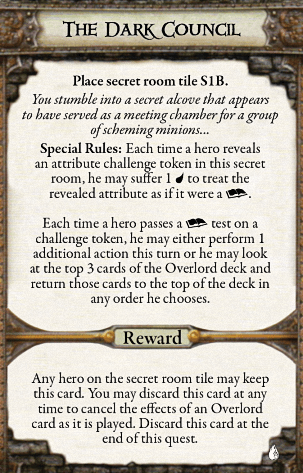 The Dark Council
Place secret room tile S1B.
You stumble into a secret alcove that appears
to have served as a meeting chamber for a group
of scheming minions...
Special Rules: Each time a hero reveals
an attribute challenge token in this secret
room, he may suffer 1 to treat the
revealed attribute as if it were a .
Each time a hero passes a test on a
challenge token, he may either perform 1
additional action this turn or he may look
at the top 3 cards of the Overlord deck and
return those cards to the top of the deck in
any order he chooses.
Reward
Any hero on the secret room tile may keep
this card. You may discard this card at any
time to cancel the effects of an Overlord
card as it is played. Discard this card at the
end of this quest.